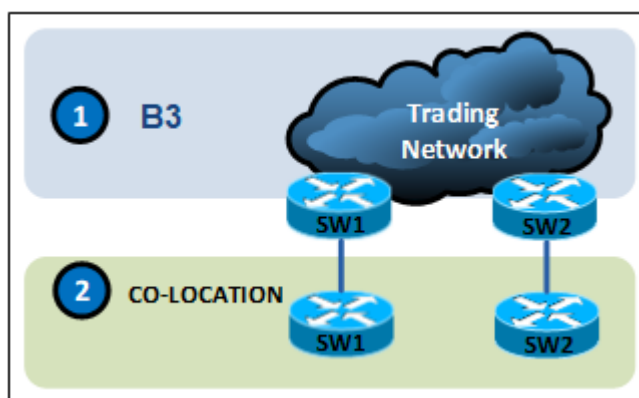 1 B3
Trading
Network
SW1 SW2
2 CO-LOCATION
SW1 SW2